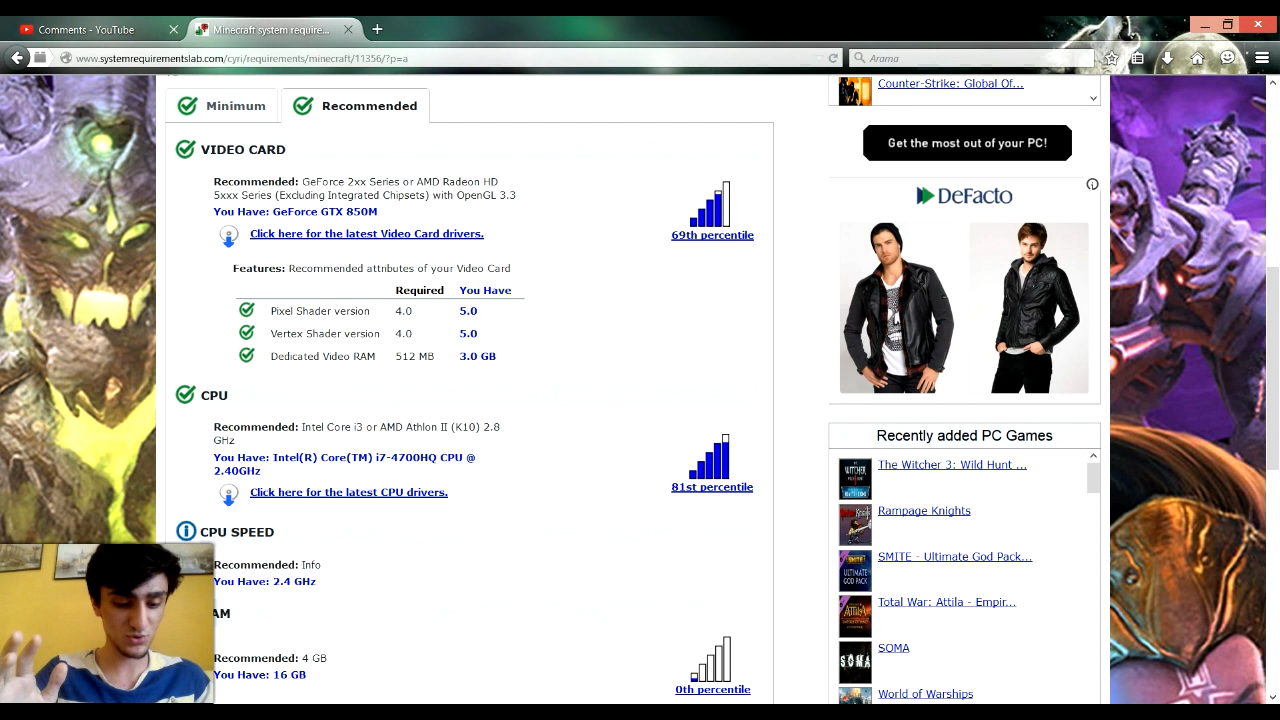 Comments - YouTube
Minecraft system require...
www.systemrequirementslab.com/cyri/requirements/minecraft/11356/?p=a
Arama
Minimum
Recommended
VIDEO CARD
Recommended: GeForce 2xx Series or AMD Radeon HD
5xxx Series (Excluding Integrated Chipsets) with OpenGL 3.3
You Have: GeForce GTX 850M
Click here for the latest Video Card drivers.
69th percentile
Features: Recommended attributes of your Video Card
Required You Have
Pixel Shader version 4.0 5.0
Vertex Shader version 4.0 5.0
Dedicated Video RAM 512 MB 3.0 GB
CPU
Recommended: Intel Core i3 or AMD Athlon II (K10) 2.8
GHz
You Have: Intel(R) Core(TM) i7-4700HQ CPU @
2.40GHz
Click here for the latest CPU drivers.
81st percentile
CPU SPEED
Recommended: Info
You Have: 2.4 GHz
AM
Recommended: 4 GB
You Have: 16 GB
0th percentile
Counter-Strike: Global Of...
Get the most out of your PC!
DeFacto
Recently added PC Games
The Witcher 3: Wild Hunt ...
Rampage Knights
SMITE - Ultimate God Pack...
Total War: Attila - Empir...
SOMA
SOMA
World of Warships